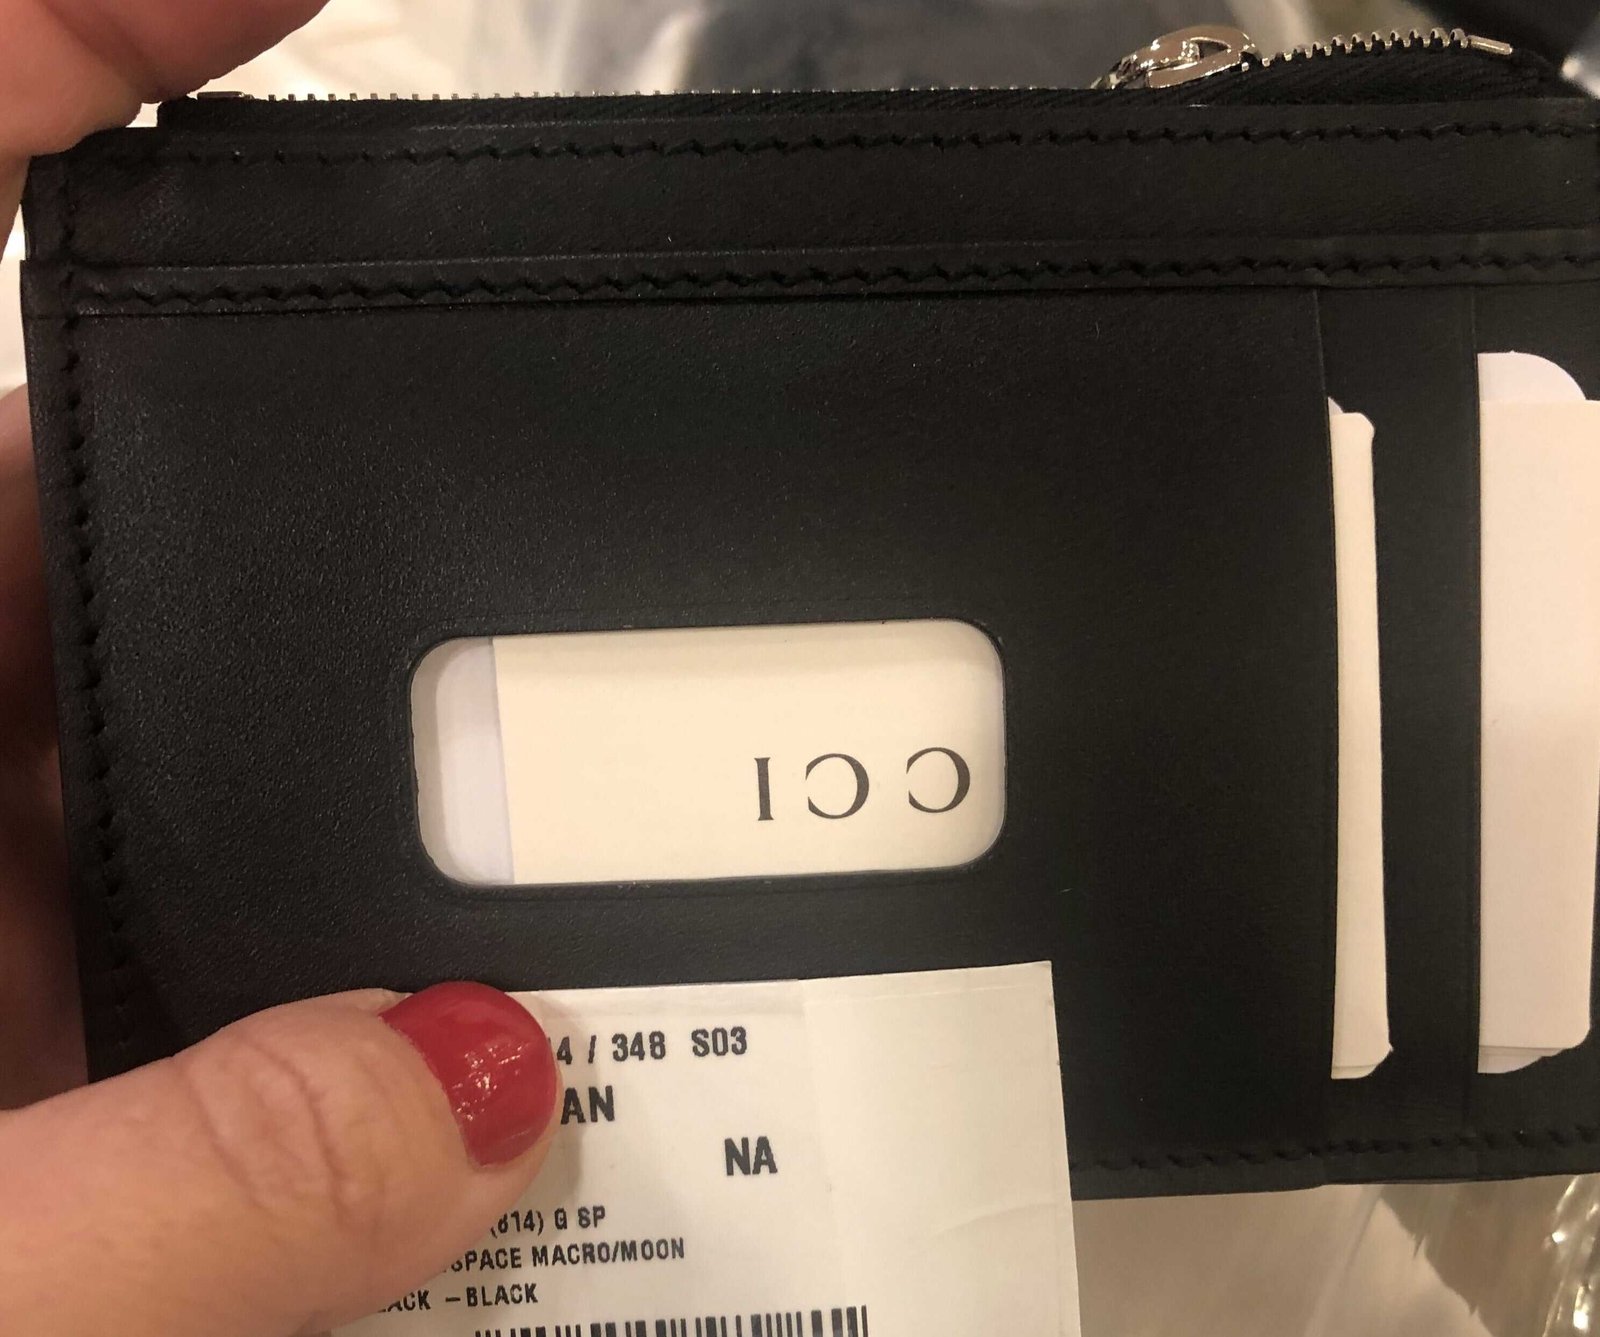 C C I
4 / 348 S03
AN
NA
(814) G SP
SPACE MACRO/MOON
ACK -BLACK